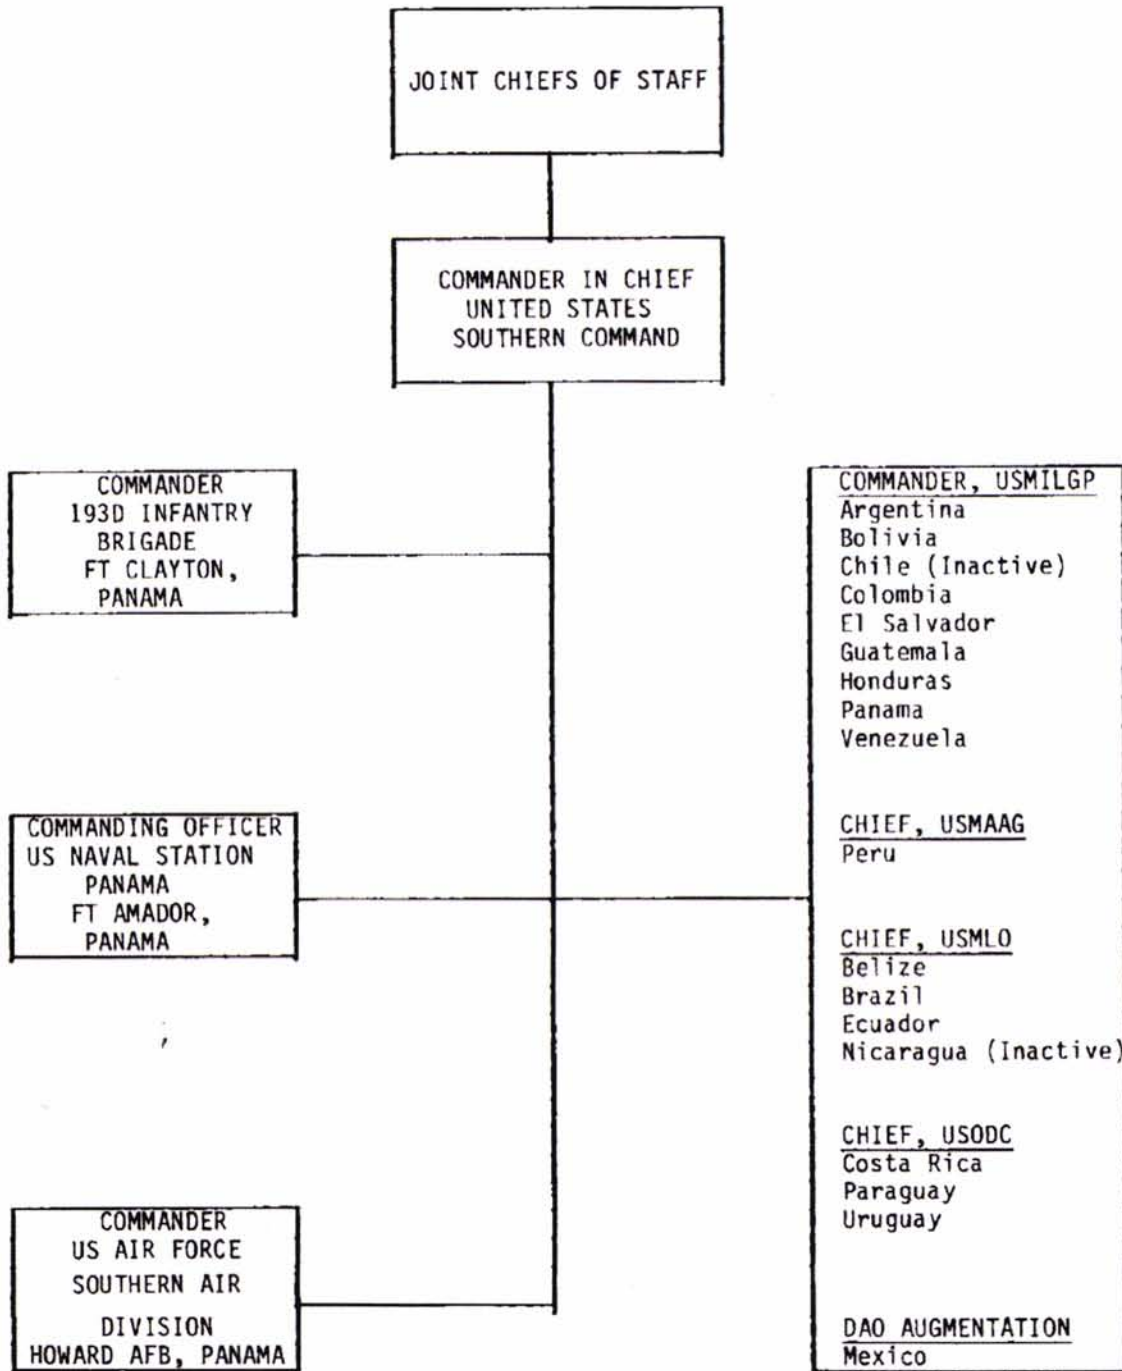 JOINT CHIEFS OF STAFF
COMMANDER IN CHIEF
UNITED STATES
SOUTHERN COMMAND
COMMANDER
193D INFANTRY
BRIGADE
FT CLAYTON,
PANAMA
COMMANDING OFFICER
US NAVAL STATION
PANAMA
FT AMADOR,
PANAMA
COMMANDER
US AIR FORCE
SOUTHERN AIR
DIVISION
HOWARD AFB, PANAMA
COMMANDER, USMILGP
Argentina
Bolivia
Chile (Inactive)
Colombia
El Salvador
Guatemala
Honduras
Panama
Venezuela
CHIEF, USMAAG
Peru
CHIEF, USMLO
Belize
Brazil
Ecuador
Nicaragua (Inactive)
CHIEF, USODC
Costa Rica
Paraguay
Uruguay
DAO AUGMENTATION
Mexico